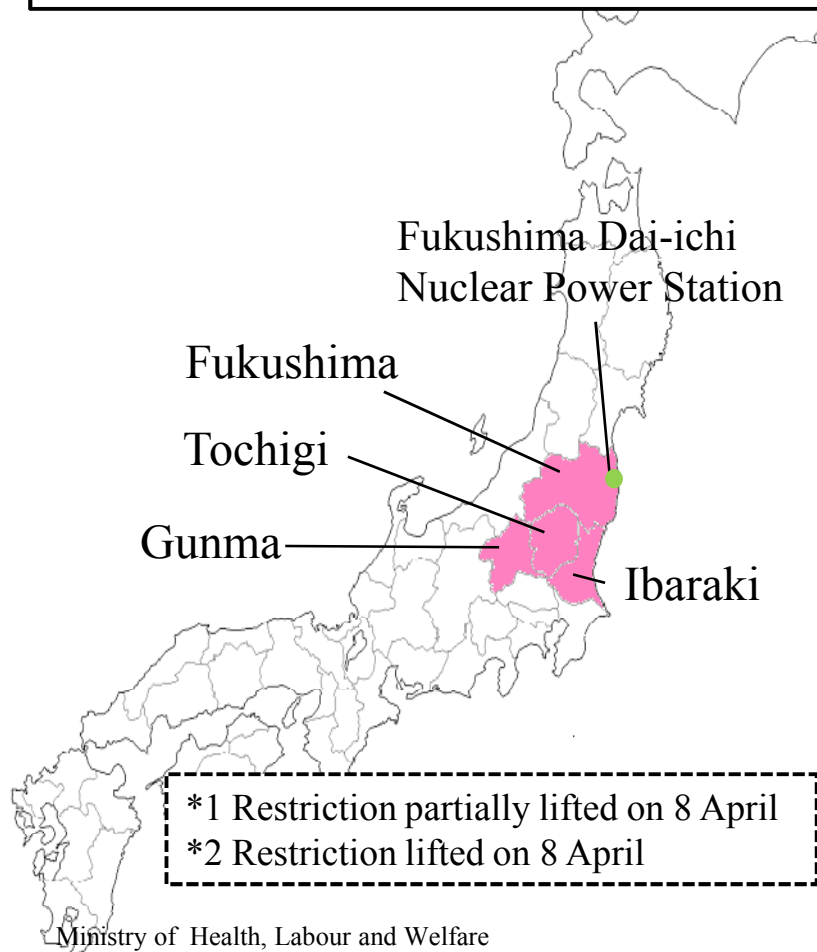 Fukushima Dai-ichi
Nuclear Power Station
Fukushima
Tochigi
Gunma
Ibaraki
*1 Restriction partially lifted on 8 April
*2 Restriction lifted on 8 April
Ministry of Health, Labour and Welfare